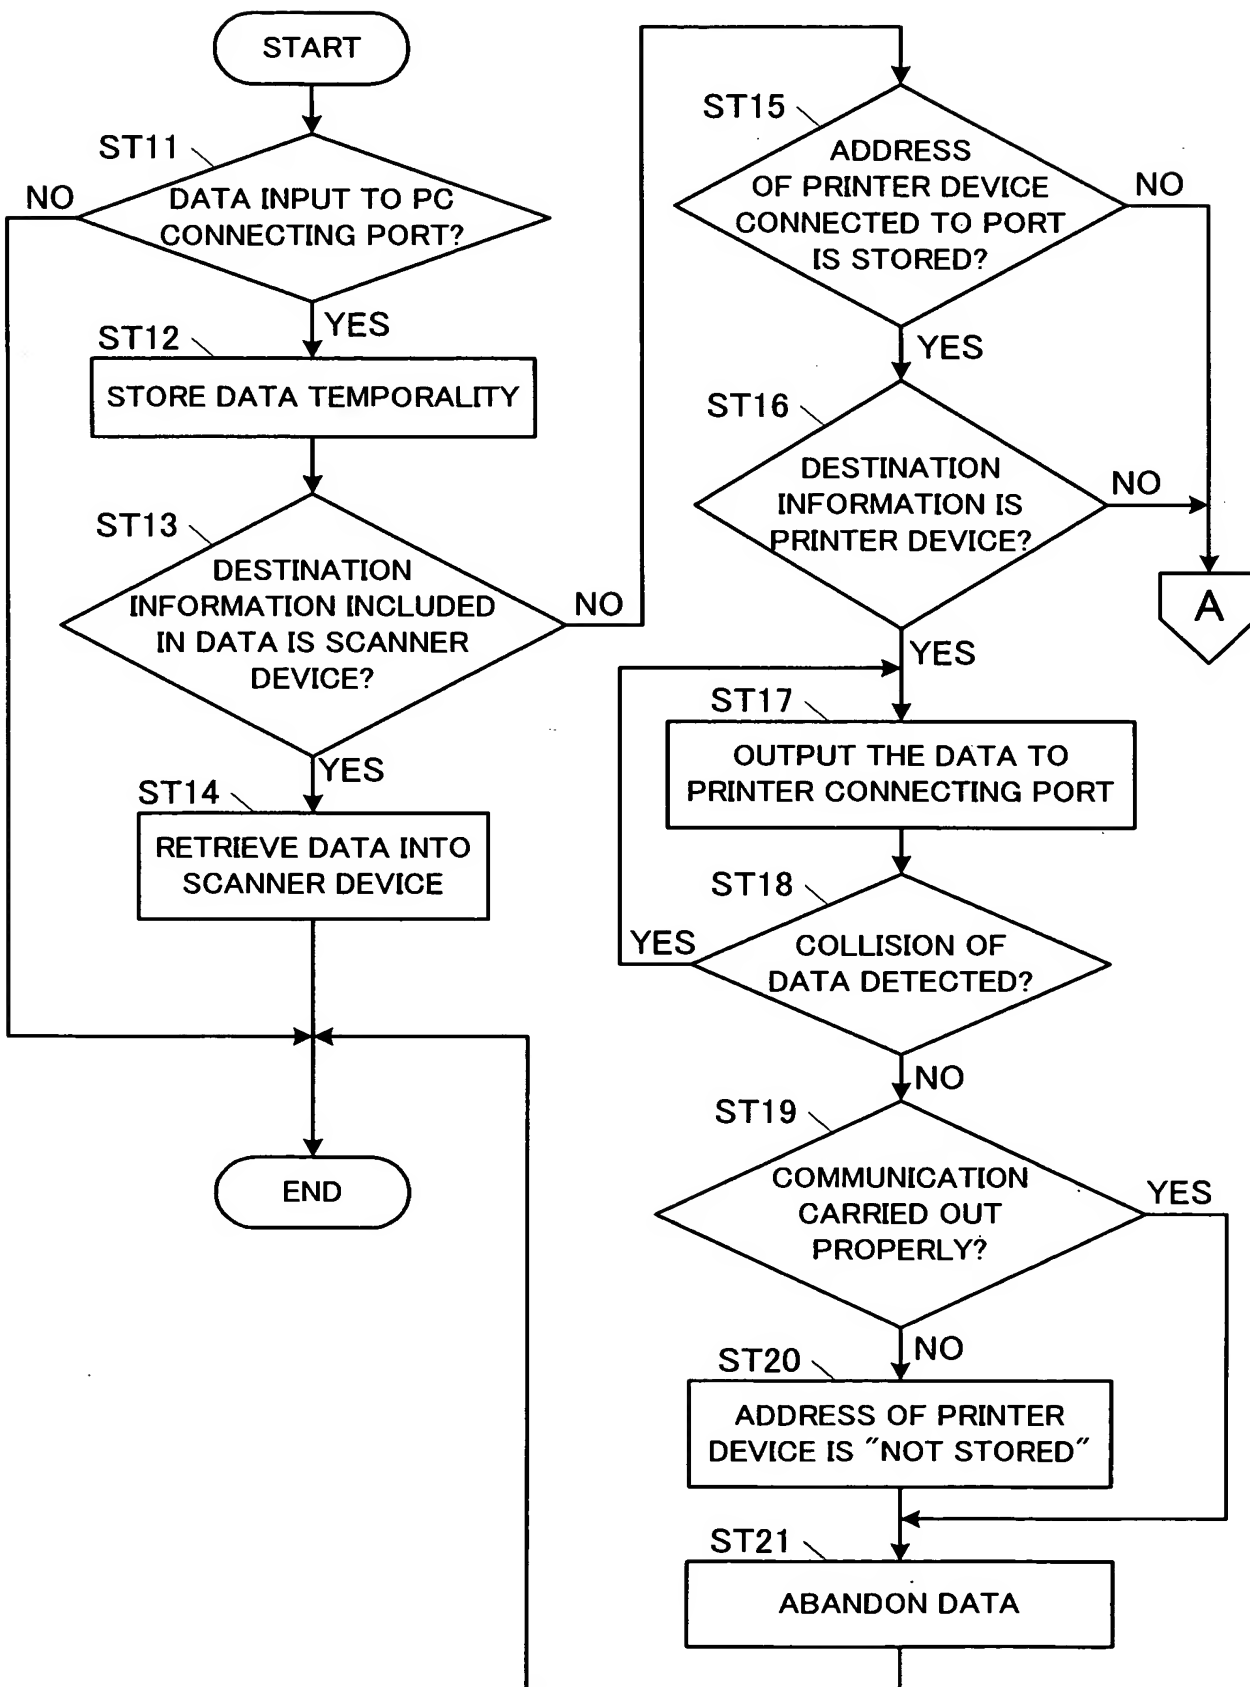 START
ST11
NO
DATA INPUT TO PC
CONNECTING PORT?
YES
ST12
STORE DATA TEMPORALITY
ST13
DESTINATION
INFORMATION INCLUDED
IN DATA IS SCANNER
DEVICE?
NO
YES
ST14
RETRIEVE DATA INTO
SCANNER DEVICE
END
ST15
ADDRESS
OF PRINTER DEVICE
CONNECTED TO PORT
IS STORED?
NO
YES
ST16
DESTINATION
INFORMATION IS
PRINTER DEVICE?
NO
A
YES
ST17
OUTPUT THE DATA TO
PRINTER CONNECTING PORT
ST18
YES
COLLISION OF
DATA DETECTED?
NO
ST19
COMMUNICATION
CARRIED OUT
PROPERLY?
YES
NO
ST20
ADDRESS OF PRINTER
DEVICE IS "NOT STORED"
ST21
ABANDON DATA